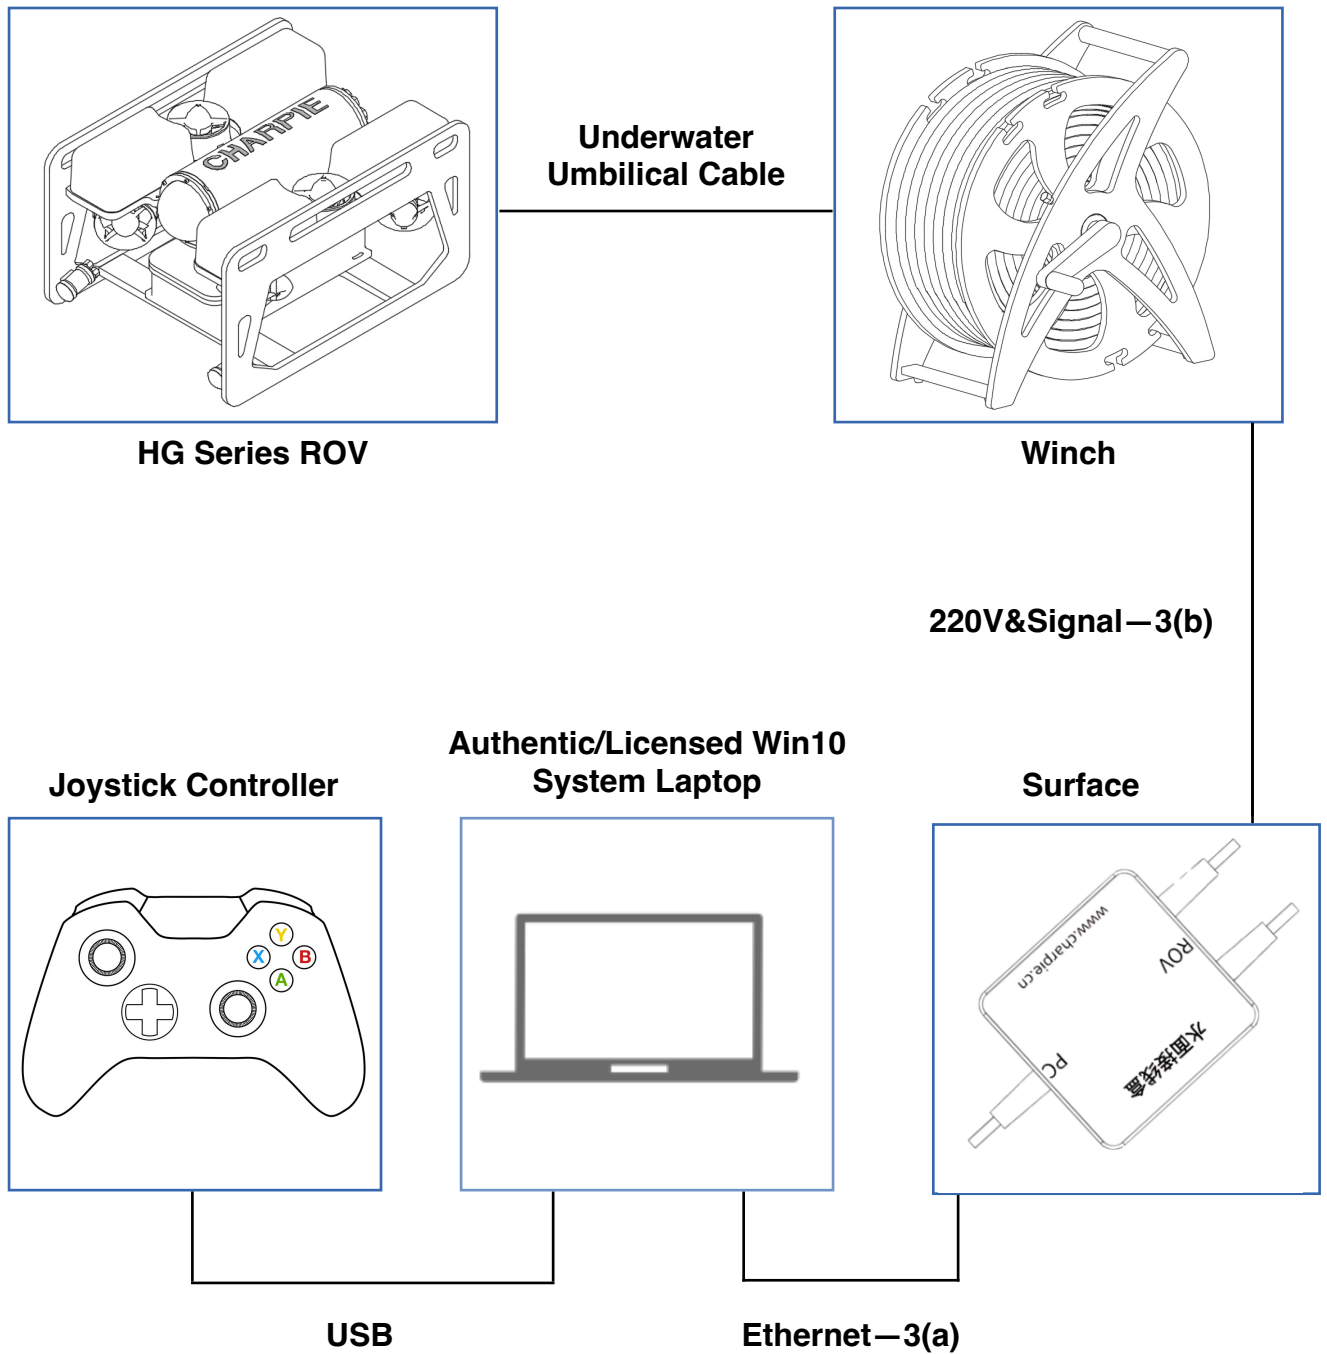 CHARPIE
Underwater
Umbilical Cable
HG Series ROV
Winch
220V&Signal—3(b)
Authentic/Licensed Win10
System Laptop
Joystick Controller
Surface
Y
X
B
A
www.charpie.cn
ROV
PC
水面接线盒
USB
Ethernet—3(a)